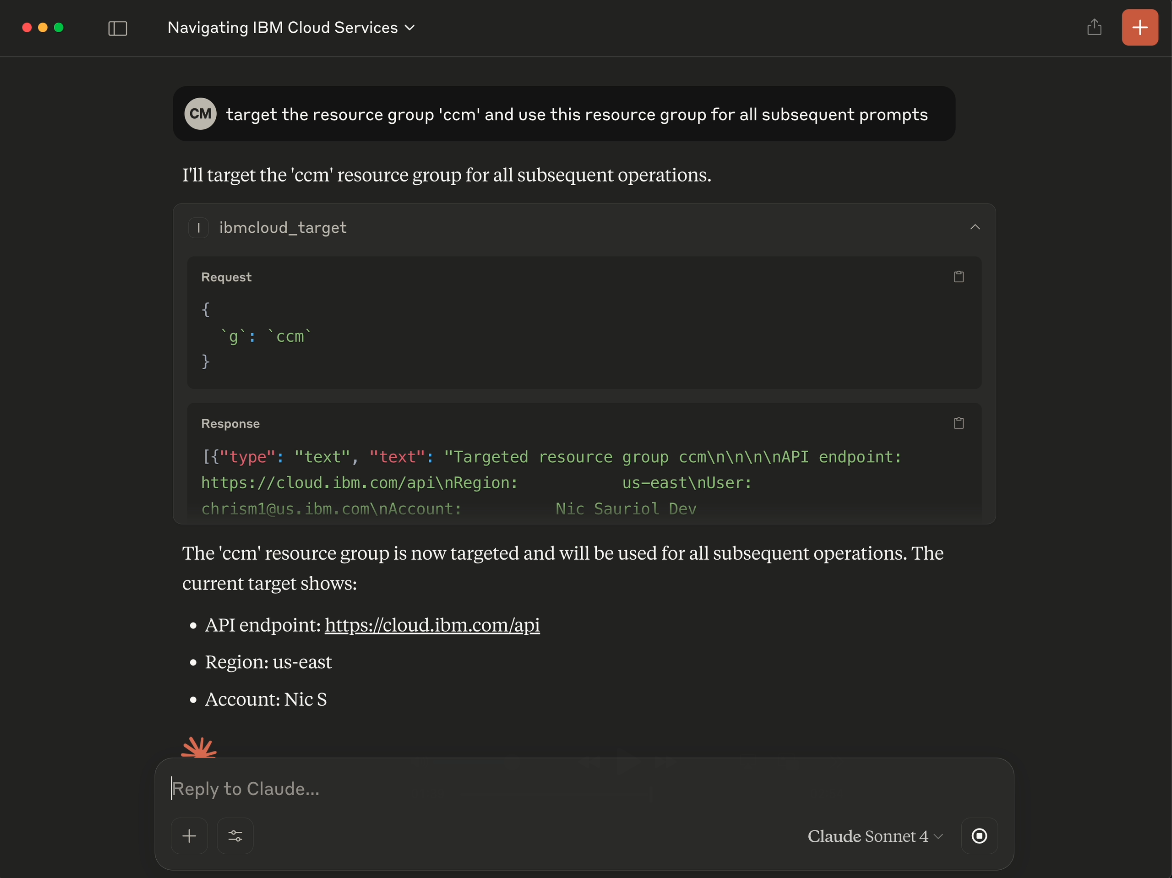 Navigating IBM Cloud Services
CM target the resource group 'ccm' and use this resource group for all subsequent prompts
I'll target the 'ccm' resource group for all subsequent operations.
I ibmcloud_target
Request
{
`g`: `ccm`
}
Response
[{"type": "text", "text": "Targeted resource group ccm\n\n\n\nAPI endpoint:
https://cloud.ibm.com/api\nRegion: us-east\nUser:
chrism1@us.ibm.com\nAccount: Nic Sauriol Dev
The 'ccm' resource group is now targeted and will be used for all subsequent operations. The
current target shows:
• API endpoint: https://cloud.ibm.com/api
• Region: us-east
• Account: Nic S
Reply to Claude...
Claude Sonnet 4